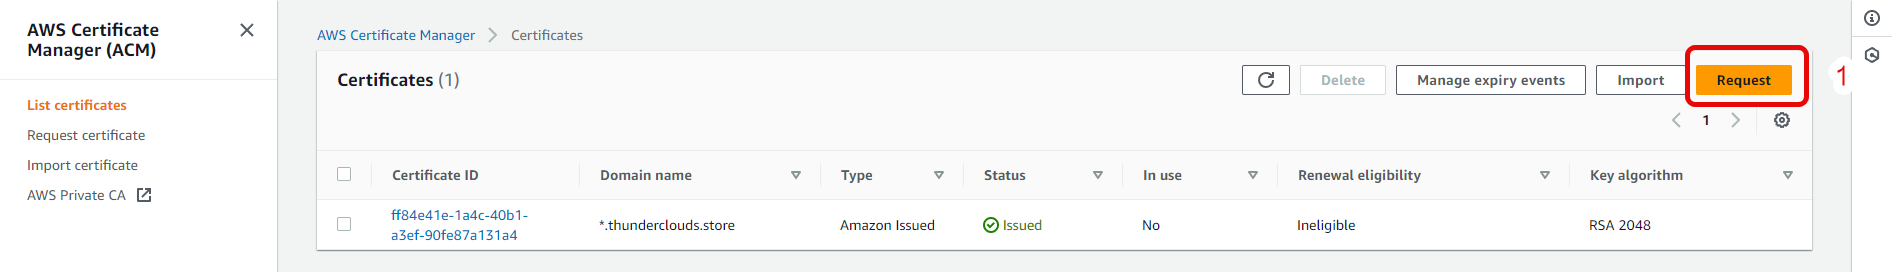 AWS Certificate
Manager (ACM)
List certificates
Request certificate
Import certificate
AWS Private CA
AWS Certificate Manager > Certificates
Certificates (1)
Delete
Manage expiry events
Import
Request
1
1
Certificate ID
Domain name
Type
Status
In use
Renewal eligibility
Key algorithm
ff84e41e-1a4c-40b1-
a3ef-90fe87a131a4
*.thunderclouds.store
Amazon Issued
Issued
No
Ineligible
RSA 2048